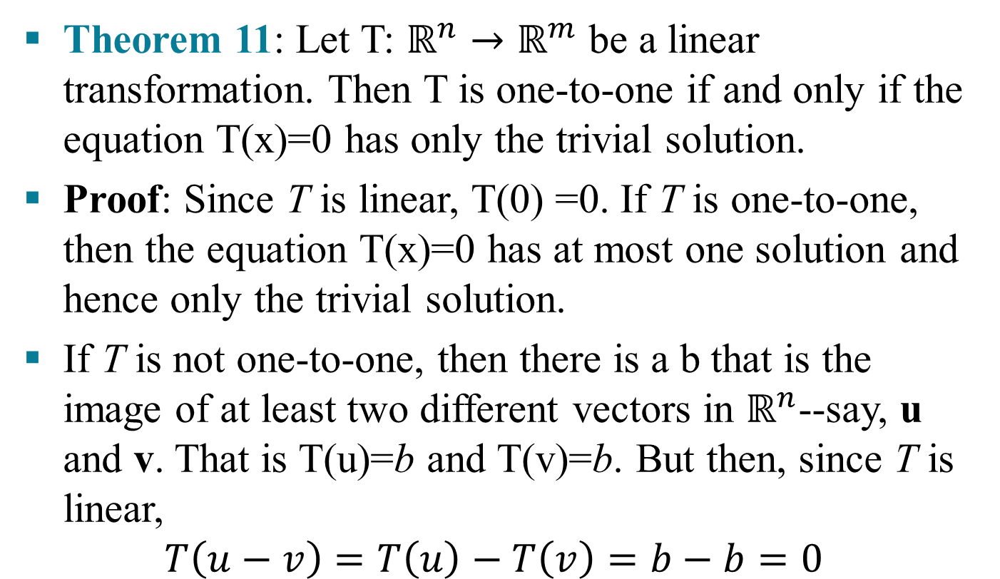 ▪ Theorem 11: Let T: ℝⁿ → ℝᵐ be a linear
transformation. Then T is one-to-one if and only if the
equation T(x)=0 has only the trivial solution.
▪ Proof: Since T is linear, T(0) =0. If T is one-to-one,
then the equation T(x)=0 has at most one solution and
hence only the trivial solution.
▪ If T is not one-to-one, then there is a b that is the
image of at least two different vectors in ℝⁿ--say, u
and v. That is T(u)=b and T(v)=b. But then, since T is
linear,
T(u − v) = T(u) − T(v) = b − b = 0